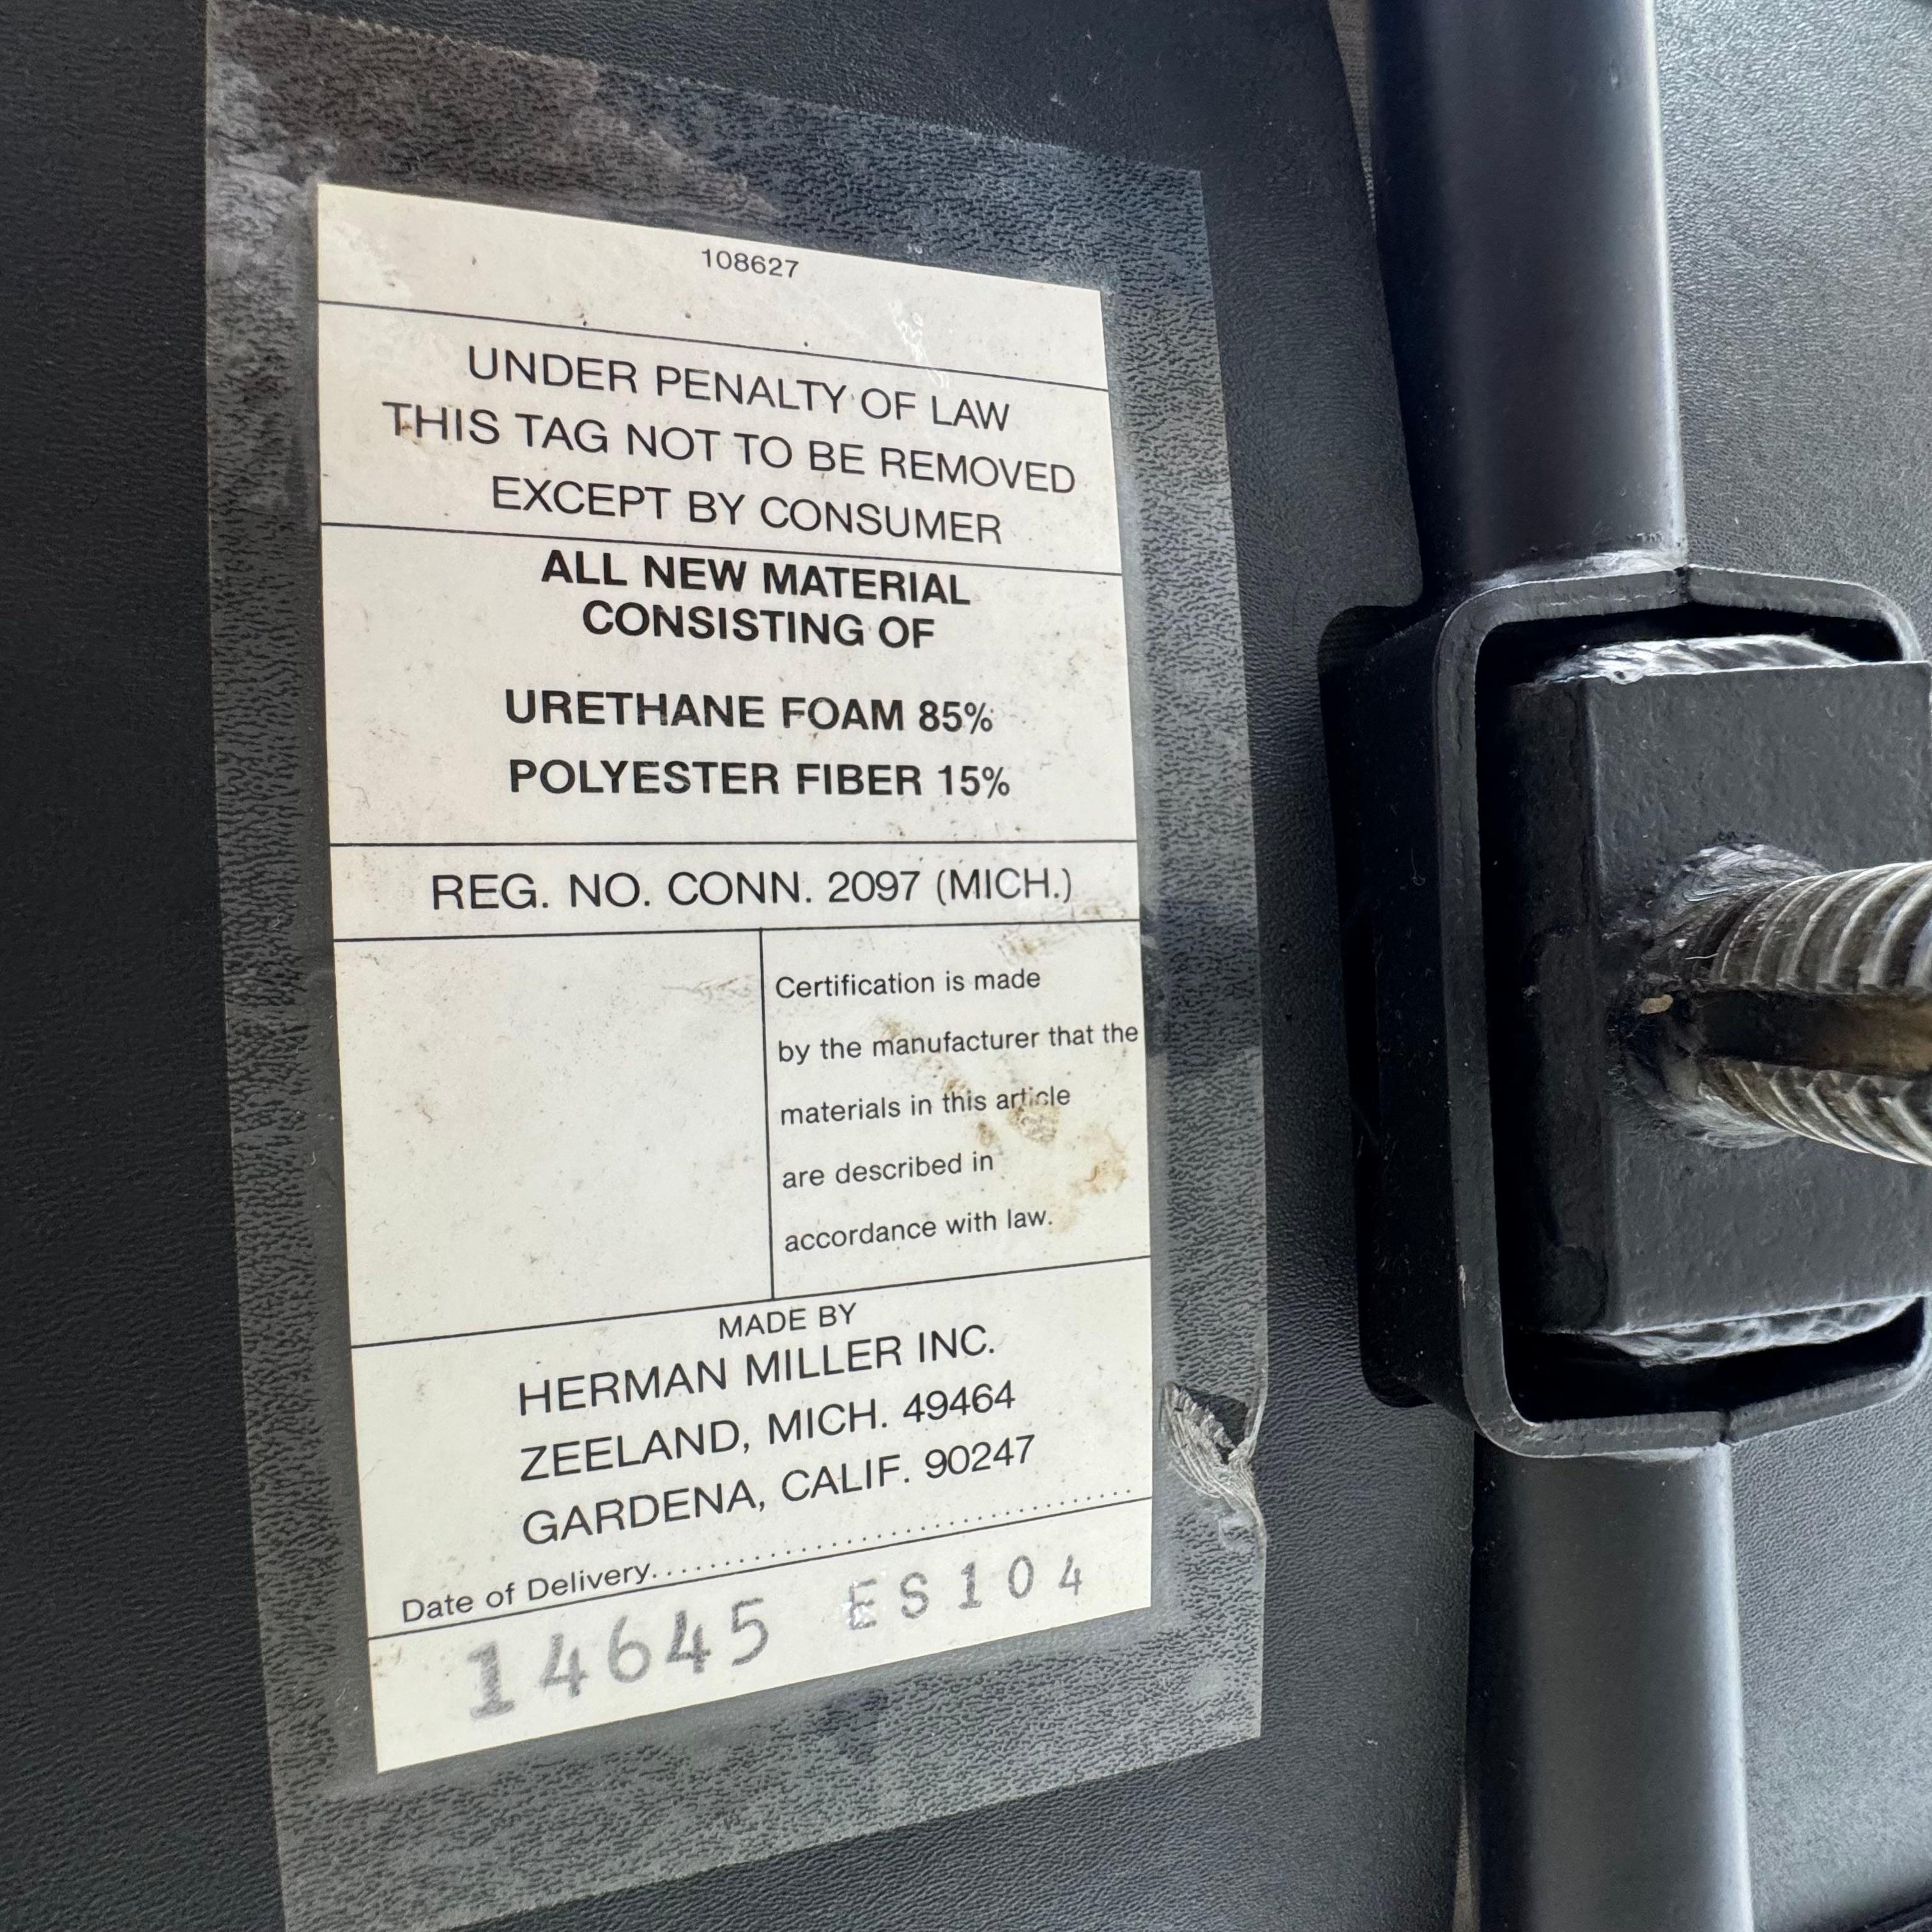 108627
UNDER PENALTY OF LAW
THIS TAG NOT TO BE REMOVED
EXCEPT BY CONSUMER
ALL NEW MATERIAL
CONSISTING OF
URETHANE FOAM 85%
POLYESTER FIBER 15%
REG. NO. CONN. 2097 (MICH.)
Certification is made
by the manufacturer that the
materials in this article
are described in
accordance with law.
MADE BY
HERMAN MILLER INC.
ZEELAND, MICH. 49464
GARDENA, CALIF. 90247
Date of Delivery........................................
14645 ES104